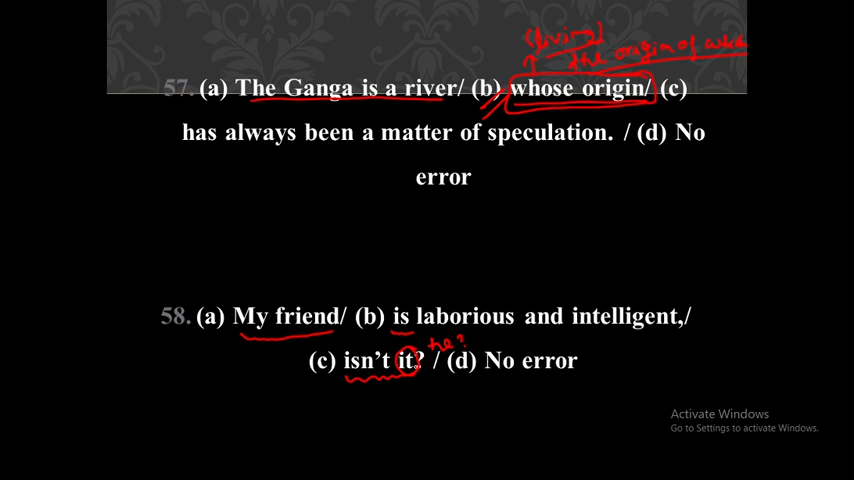 (living)
the origin of
57. (a) The Ganga is a river/ (b) whose origin/ (c)
has always been a matter of speculation. / (d) No
error
58. (a) My friend/ (b) is laborious and intelligent,/
he?
(c) isn't it? / (d) No error
Activate Windows
Go to Settings to activate Windows.